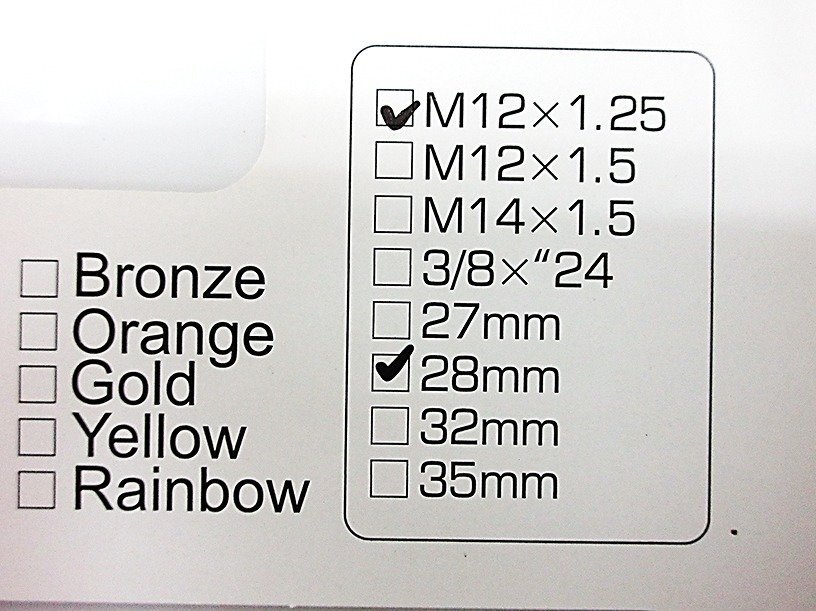 Bronze
Orange
Gold
Yellow
Rainbow
M12×1.25
M12×1.5
M14×1.5
3/8×“24
27mm
28mm
32mm
35mm